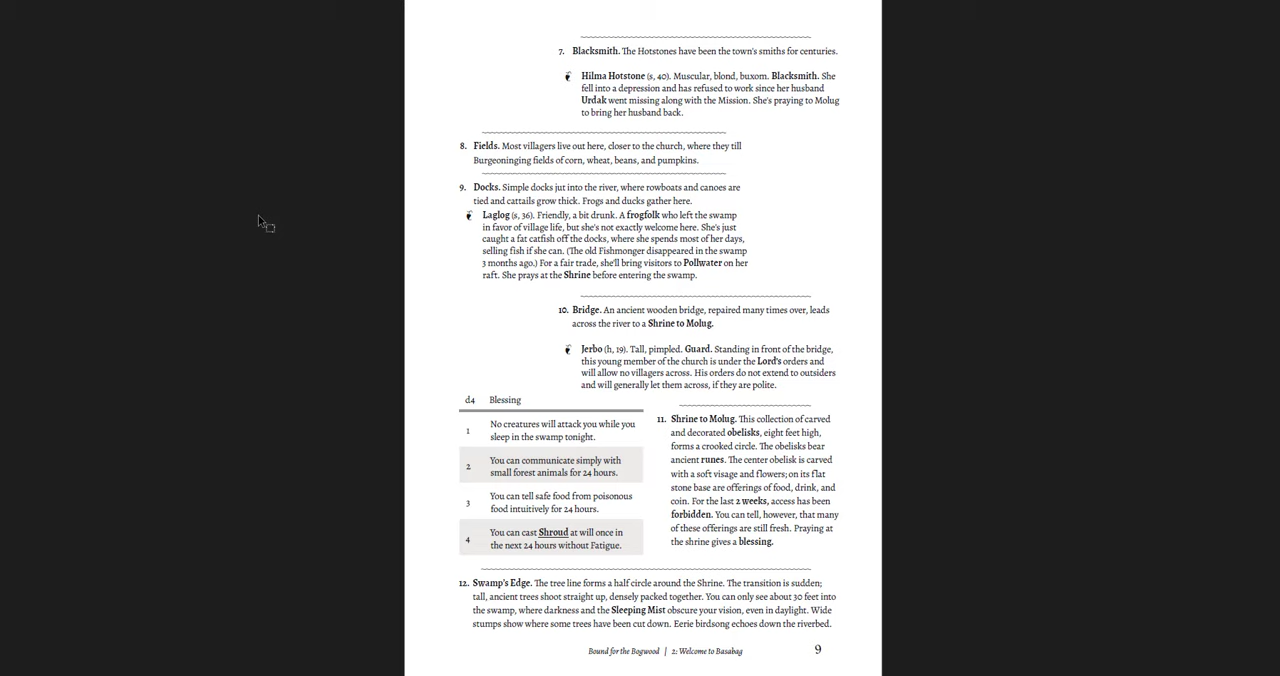 7. Blacksmith. The Hotstones have been the town's smiths for centuries.
Hilma Hotstone (s, 40). Muscular, blond, buxom. Blacksmith. She
fell into a depression and has refused to work since her husband
Urdak went missing along with the Mission. She's praying to Molug
to bring her husband back.
8. Fields. Most villagers live out here, closer to the church, where they till
Burgeoninging fields of corn, wheat, beans, and pumpkins.
9. Docks. Simple docks jut into the river, where rowboats and canoes are
tied and cattails grow thick. Frogs and ducks gather here.
Laglog (s, 36). Friendly, a bit drunk. A frogfolk who left the swamp
in favor of village life, but she's not exactly welcome here. She's just
caught a fat catfish off the docks, where she spends most of her days,
selling fish if she can. (The old Fishmonger disappeared in the swamp
3 months ago.) For a fair trade, she'll bring visitors to Pollwater on her
raft. She prays at the Shrine before entering the swamp.
10. Bridge. An ancient wooden bridge, repaired many times over, leads
across the river to a Shrine to Molug.
Jerbo (h, 19). Tall, pimpled. Guard. Standing in front of the bridge,
this young member of the church is under the Lord's orders and
will allow no villagers across. His orders do not extend to outsiders
and will generally let them across, if they are polite.
d4 Blessing
1 No creatures will attack you while you
sleep in the swamp tonight.
2 You can communicate simply with
small forest animals for 24 hours.
3 You can tell safe food from poisonous
food intuitively for 24 hours.
4 You can cast Shroud at will once in
the next 24 hours without Fatigue.
11. Shrine to Molug. This collection of carved
and decorated obelisks, eight feet high,
forms a crooked circle. The obelisks bear
ancient runes. The center obelisk is carved
with a soft visage and flowers; on its flat
stone base are offerings of food, drink, and
coin. For the last 2 weeks, access has been
forbidden. You can tell, however, that many
of these offerings are still fresh. Praying at
the shrine gives a blessing.
12. Swamp's Edge. The tree line forms a half circle around the Shrine. The transition is sudden;
tall, ancient trees shoot straight up, densely packed together. You can only see about 30 feet into
the swamp, where darkness and the Sleeping Mist obscure your vision, even in daylight. Wide
stumps show where some trees have been cut down. Eerie birdsong echoes down the riverbed.
Bound for the Bogwood | 2: Welcome to Basabag 9